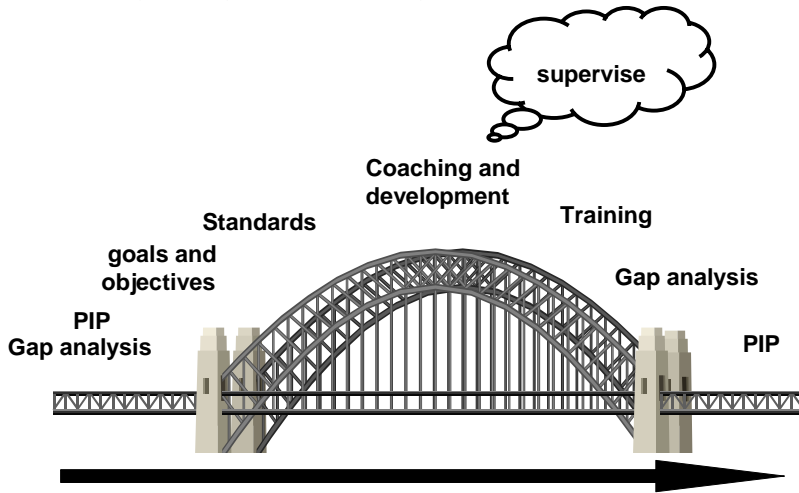 supervise
Coaching and
development
Standards
Training
goals and
objectives
Gap analysis
PIP
Gap analysis
PIP